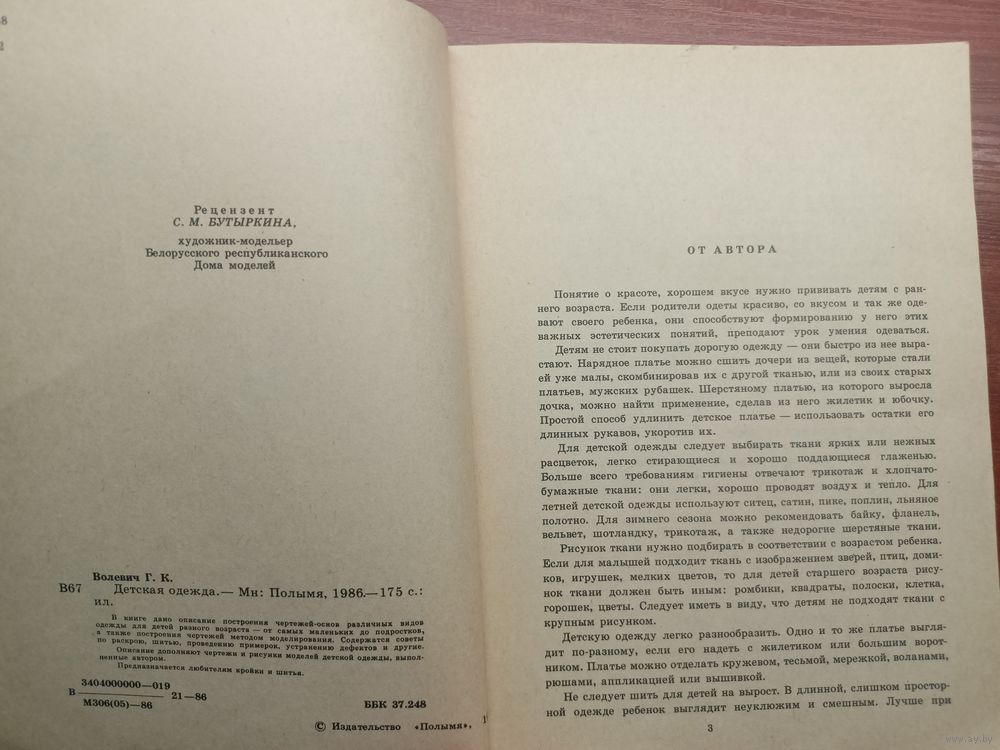 8
2
Рецензент
С. М. БУТЫРКИНА,
художник-модельер
Белорусского республиканского
Дома моделей
Волевич Г. К.
В67 Детская одежда.— Мн: Полымя, 1986.—175 с.:
ил.
В книге дано описание построения чертежей-основ различных видов
одежды для детей разного возраста — от самых маленьких до подростков,
а также построения чертежей методом моделирования. Содержатся советы
по раскрою, шитью, проведению примерок, устранению дефектов и другие.
Описание дополняют чертежи и рисуки моделей детской одежды, выпол-
ненные автором.
Предназначается любителям кройки и шитья.
3404000000—019
В 21—86
М306(05)—86
ББК 37.248
© Издательство «Полымя», 1
ОТ АВТОРА
Понятие о красоте, хорошем вкусе нужно прививать детям с ран-
него возраста. Если родители одеты красиво, со вкусом и так же оде-
вают своего ребенка, они способствуют формированию у него этих
важных эстетических понятий, преподают урок умения одеваться.
Детям не стоит покупать дорогую одежду — они быстро из нее выра-
стают. Нарядное платье можно сшить дочери из вещей, которые стали
ей уже малы, скомбинировав их с другой тканью, или из своих старых
платьев, мужских рубашек. Шерстяному платью, из которого выросла
дочка, можно найти применение, сделав из него жилетик и юбочку.
Простой способ удлинить детское платье — использовать остатки его
длинных рукавов, укоротив их.
Для детской одежды следует выбирать ткани ярких или нежных
расцветок, легко стирающиеся и хорошо поддающиеся глаженью.
Больше всего требованиям гигиены отвечают трикотаж и хлопчато-
бумажные ткани: они легки, хорошо проводят воздух и тепло. Для
летней детской одежды используют ситец, сатин, пике, поплин, льняное
полотно. Для зимнего сезона можно рекомендовать байку, фланель,
вельвет, шотландку, трикотаж, а также недорогие шерстяные ткани.
Рисунок ткани нужно подбирать в соответствии с возрастом ребенка.
Если для малышей подходит ткань с изображением зверей, птиц, доми-
ков, игрушек, мелких цветов, то для детей старшего возраста рису-
нок ткани должен быть иным: ромбики, квадраты, полоски, клетка,
горошек, цветы. Следует иметь в виду, что детям не подходят ткани с
крупным рисунком.
Детскую одежду легко разнообразить. Одно и то же платье выгля-
дит по-разному, если его надеть с жилетиком или большим ворот-
ником. Платье можно отделать кружевом, тесьмой, мережкой, воланами,
рюшами, аппликацией или вышивкой.
Не следует шить для детей на вырост. В длинной, слишком простор-
ной одежде ребенок выглядит неуклюжим и смешным. Лучше при
3
www.ay.by